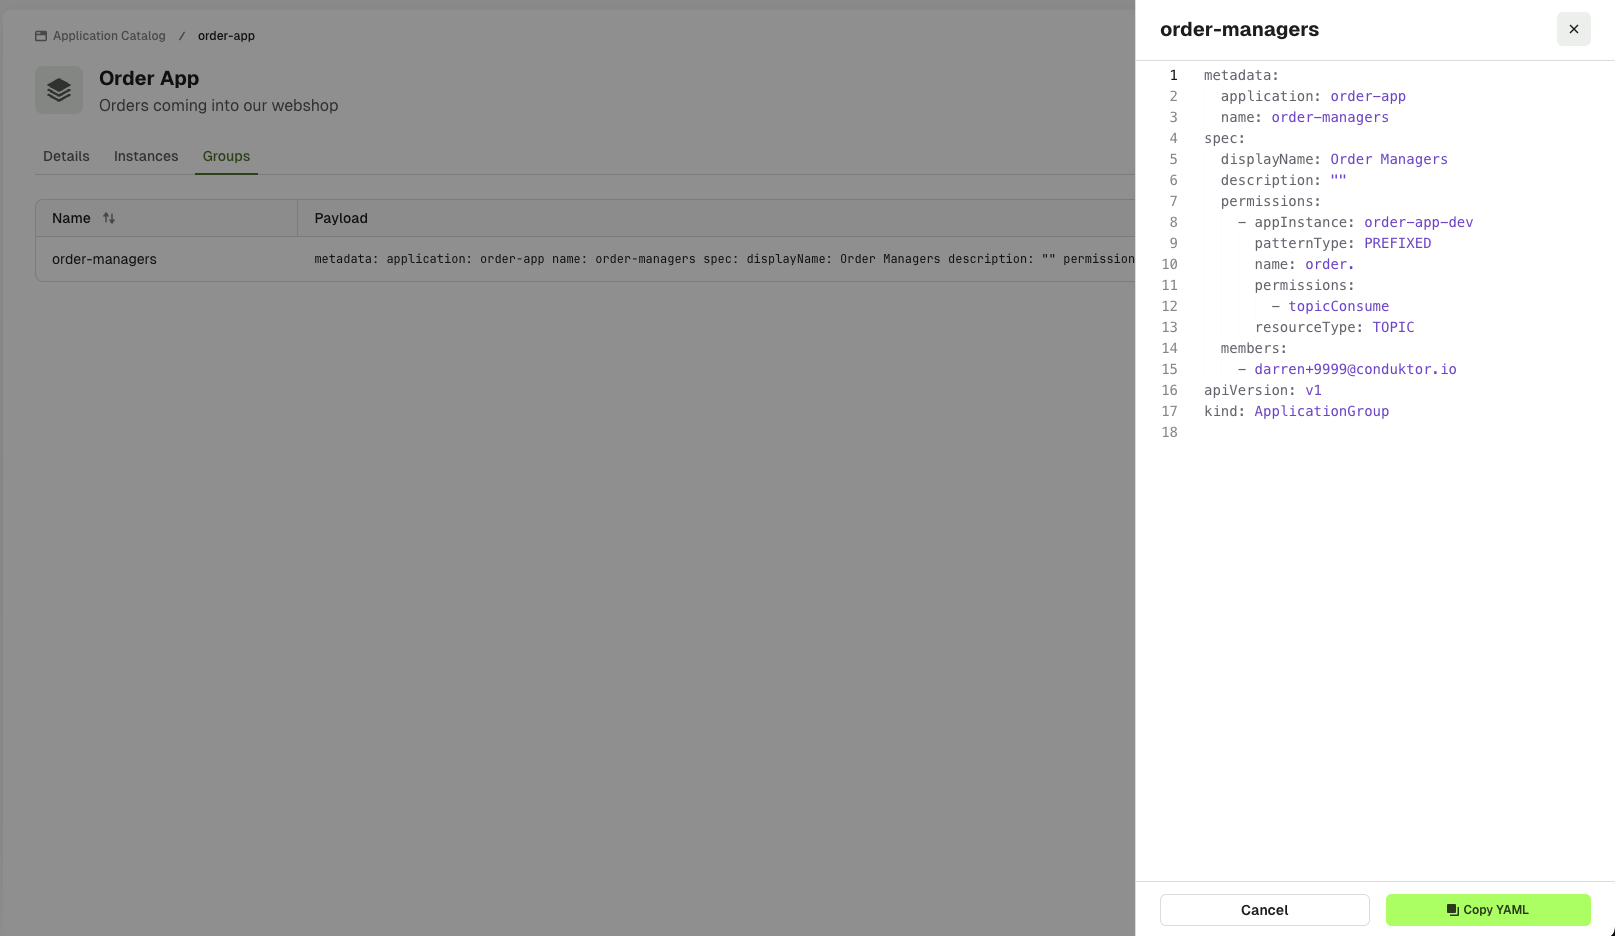 Application Catalog / order-app
Order App
Orders coming into our webshop
Details Instances Groups
Name Payload
order-managers metadata: application: order-app name: order-managers spec: displayName: Order Managers description: "" permission
order-managers
1 metadata:
2   application: order-app
3   name: order-managers
4 spec:
5   displayName: Order Managers
6   description: ""
7   permissions:
8     - appInstance: order-app-dev
9       patternType: PREFIXED
10       name: order.
11       permissions:
12         - topicConsume
13       resourceType: TOPIC
14   members:
15     - darren+9999@conduktor.io
16 apiVersion: v1
17 kind: ApplicationGroup
18
Cancel Copy YAML